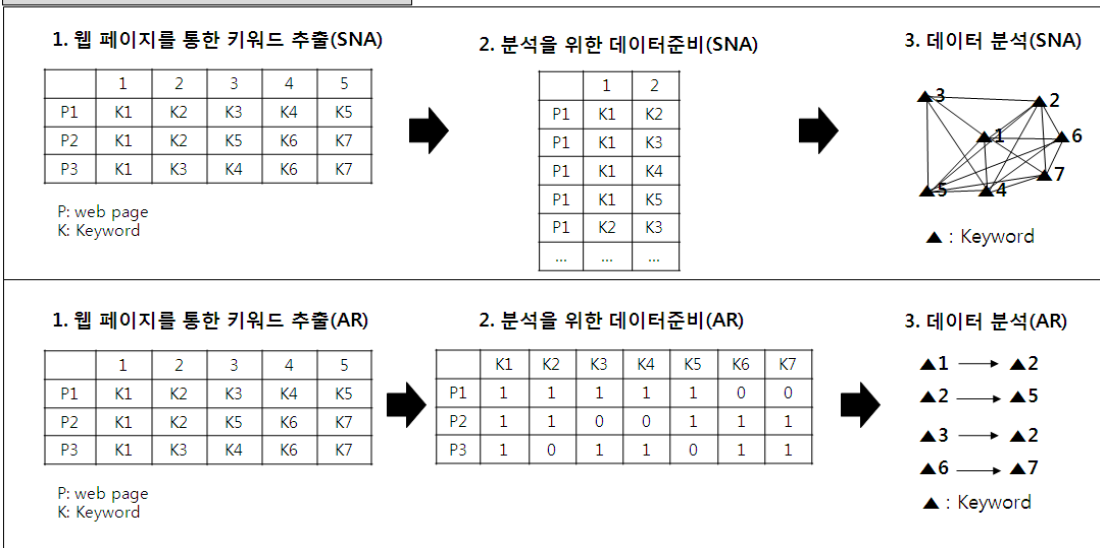 1. 웹 페이지를 통한 키워드 추출(SNA)
1 2 3 4 5
P1 K1 K2 K3 K4 K5
P2 K1 K2 K5 K6 K7
P3 K1 K3 K4 K6 K7
P: web page
K: Keyword
2. 분석을 위한 데이터준비(SNA)
1 2
P1 K1 K2
P1 K1 K3
P1 K1 K4
P1 K1 K5
P1 K2 K3
... ... ...
3. 데이터 분석(SNA)
▲3
▲2
▲1
▲6
▲7
▲5
▲4
▲ : Keyword
1. 웹 페이지를 통한 키워드 추출(AR)
1 2 3 4 5
P1 K1 K2 K3 K4 K5
P2 K1 K2 K5 K6 K7
P3 K1 K3 K4 K6 K7
P: web page
K: Keyword
2. 분석을 위한 데이터준비(AR)
K1 K2 K3 K4 K5 K6 K7
P1 1 1 1 1 1 0 0
P2 1 1 0 0 1 1 1
P3 1 0 1 1 0 1 1
3. 데이터 분석(AR)
▲1 → ▲2
▲2 → ▲5
▲3 → ▲2
▲6 → ▲7
▲ : Keyword